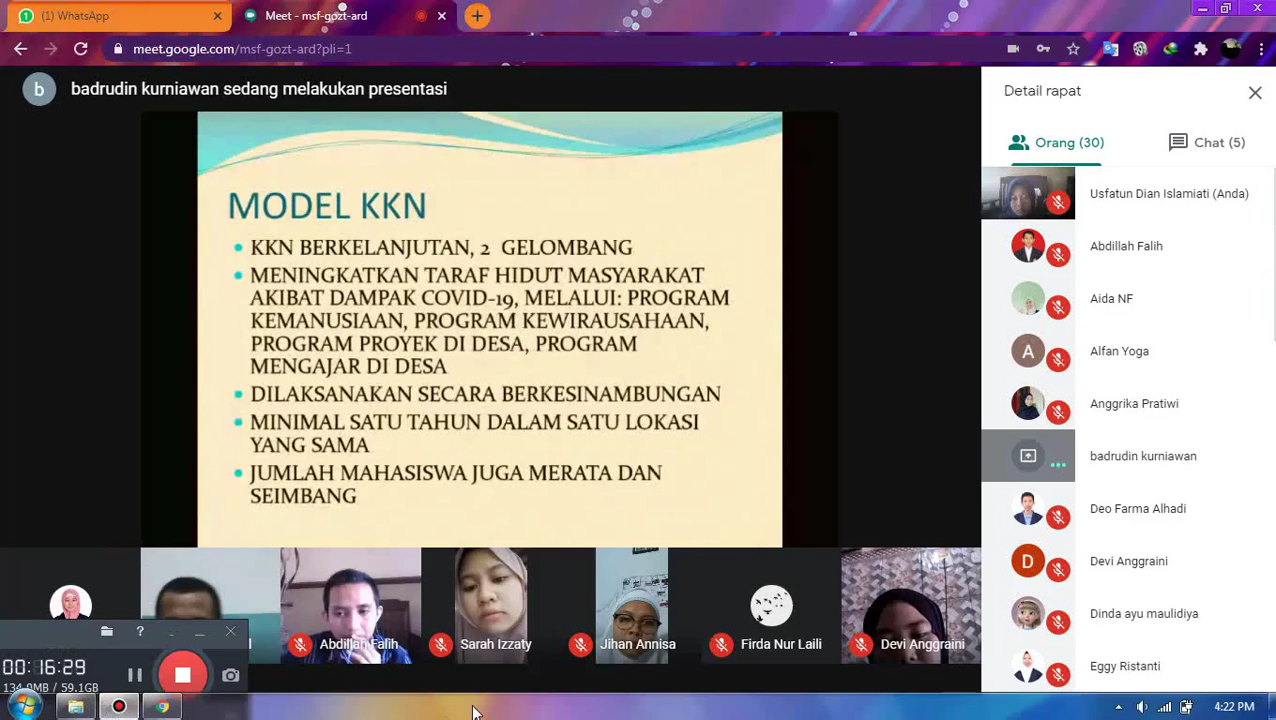 (1) WhatsApp
Meet - msf-gozt-ard
meet.google.com/msf-gozt-ard?pli=1
b
badrudin kurniawan sedang melakukan presentasi
MODEL KKN
KKN BERKELANJUTAN, 2 GELOMBANG
MENINGKATKAN TARAF HIDUT MASYARAKAT
AKIBAT DAMPAK COVID-19, MELALUI: PROGRAM
KEMANUSIAAN, PROGRAM KEWIRAUSAHAAN,
PROGRAM PROYEK DI DESA, PROGRAM
MENGAJAR DI DESA
DILAKSANAKAN SECARA BERKESINAMBUNGAN
MINIMAL SATU TAHUN DALAM SATU LOKASI
YANG SAMA
JUMLAH MAHASISWA JUGA MERATA DAN
SEIMBANG
Detail rapat
Orang (30)
Chat (5)
Usfatun Dian Islamiati (Anda)
Abdillah Falih
Aida NF
A
Alfan Yoga
Anggrika Pratiwi
badrudin kurniawan
Deo Farma Alhadi
D
Devi Anggraini
Dinda ayu maulidiya
Eggy Ristanti
Abdillah Falih
Sarah Izzaty
Jihan Annisa
Firda Nur Laili
Devi Anggraini
00:16:29
134.0MB / 59.1GB
4:22 PM